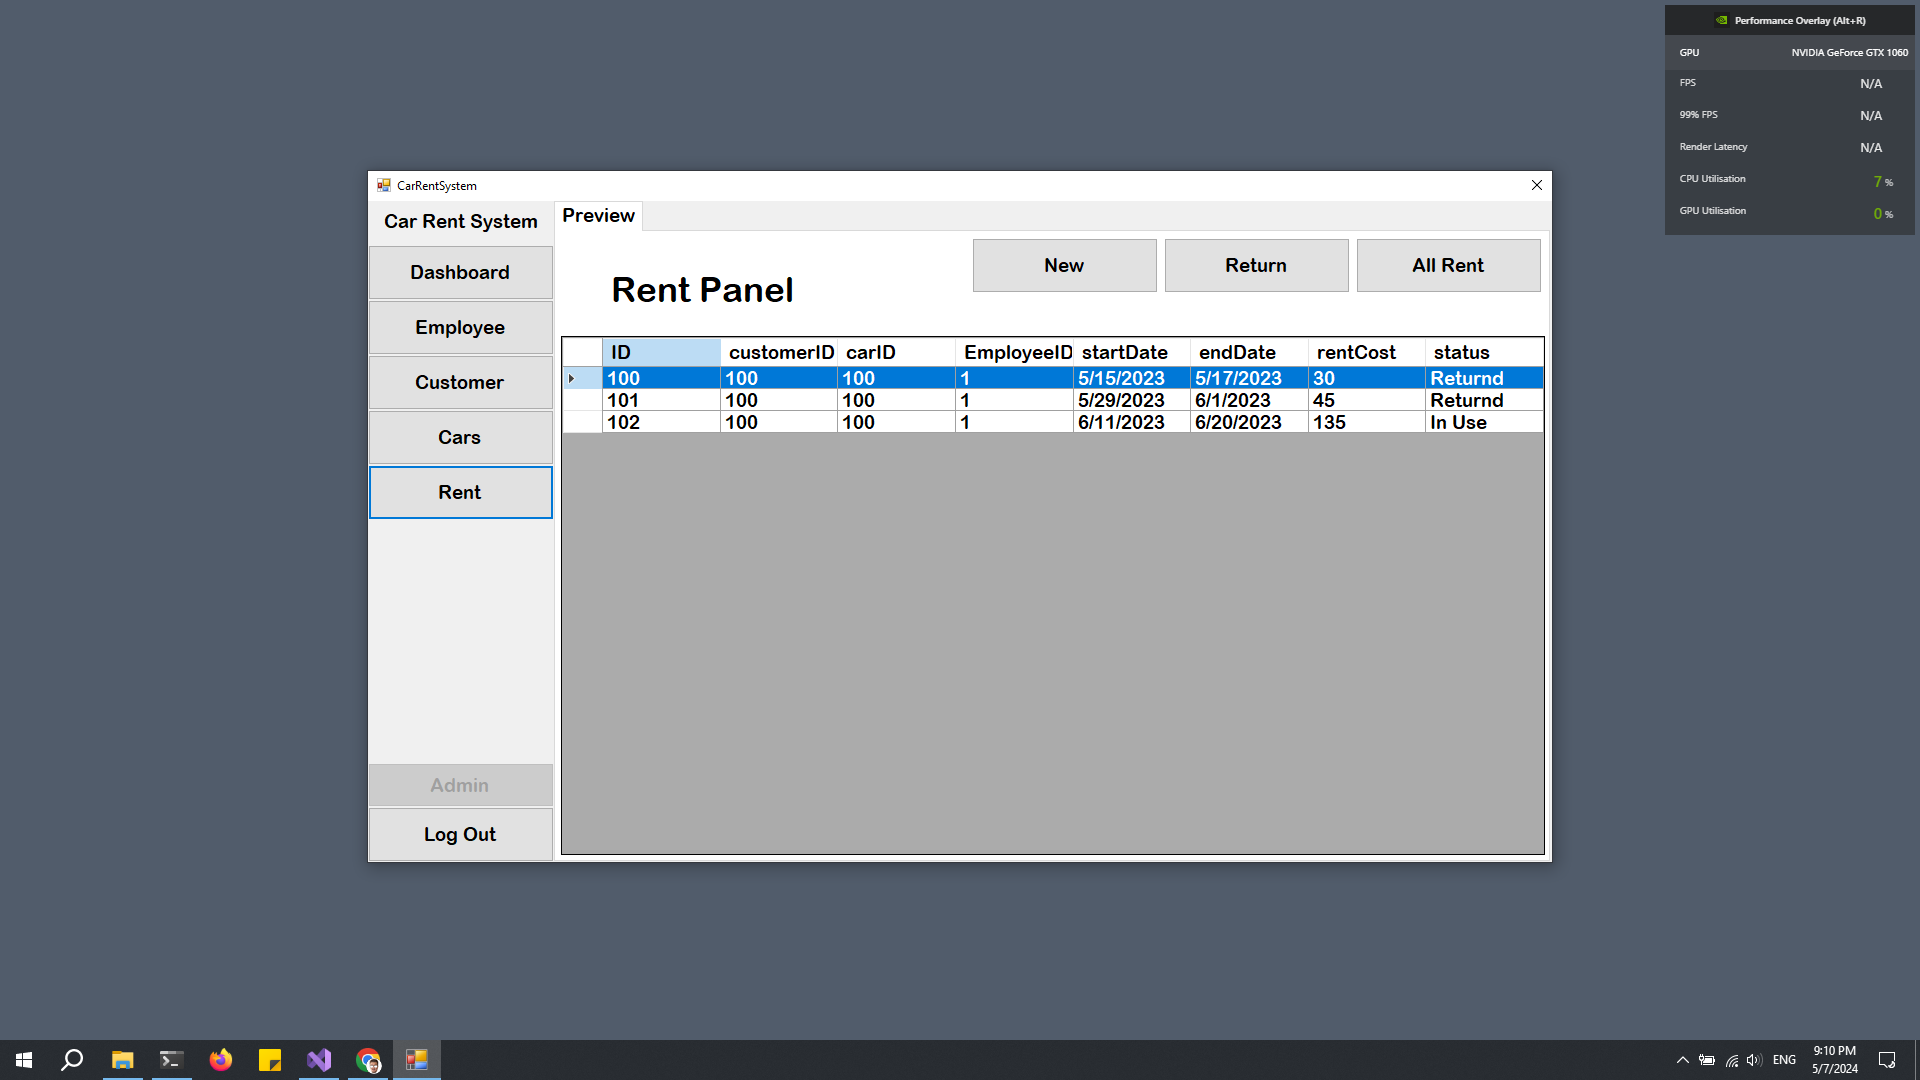 Performance Overlay (Alt+R)
GPU NVIDIA GeForce GTX 1060
FPS N/A
99% FPS N/A
Render Latency N/A
CPU Utilisation 7 %
GPU Utilisation 0 %
CarRentSystem
Car Rent System
Dashboard
Employee
Customer
Cars
Rent
Admin
Log Out
Preview
New Return All Rent
Rent Panel
ID customerID carID EmployeeID startDate endDate rentCost status
100 100 100 1 5/15/2023 5/17/2023 30 Returnd
101 100 100 1 5/29/2023 6/1/2023 45 Returnd
102 100 100 1 6/11/2023 6/20/2023 135 In Use
ENG
9:10 PM
5/7/2024